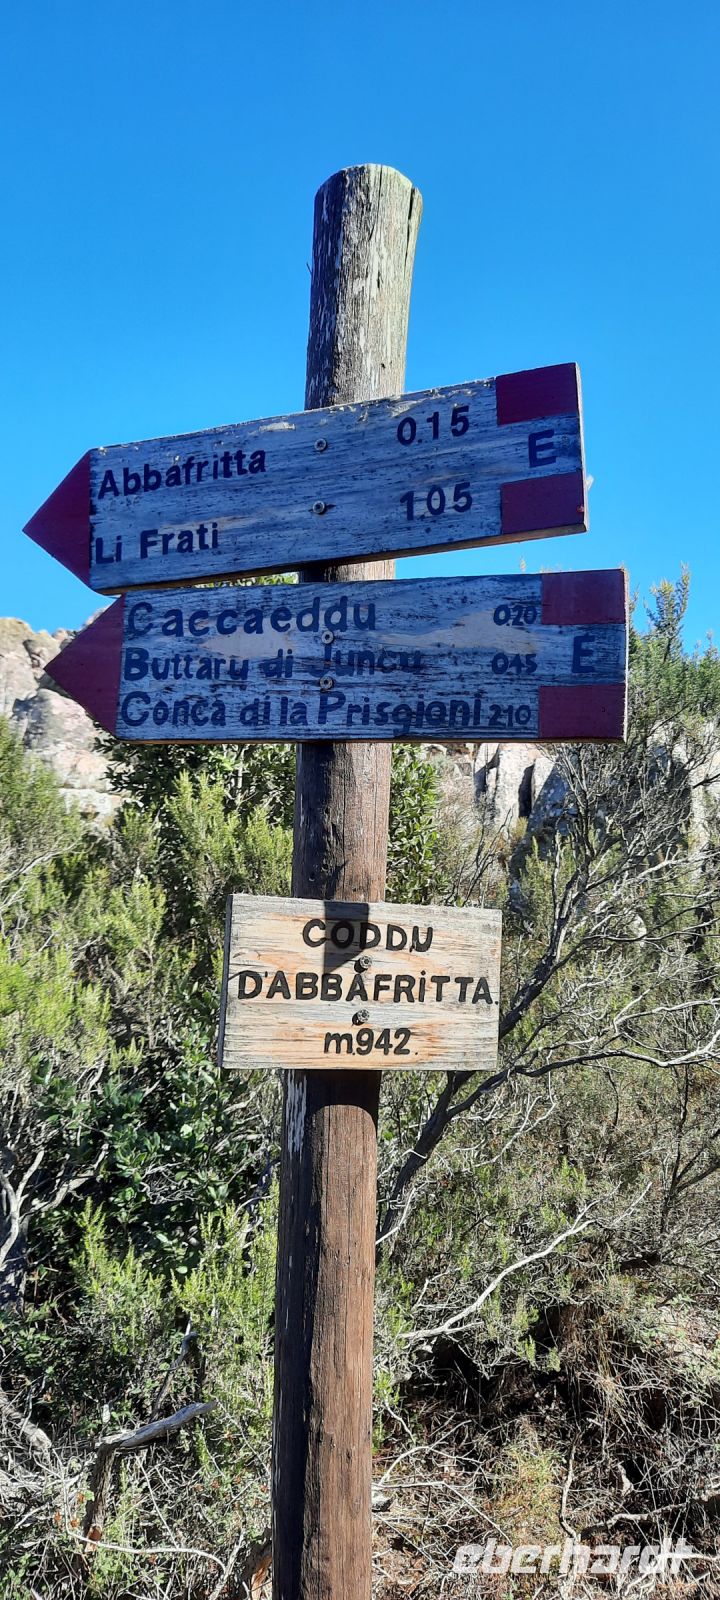 Abbafritta 0.15
Li Frati 1.05
E
Caccaeddu 0.20
Buttaru di Juncu 0.45
Conca di la Prisgioni 2.10
E
CODDU
D'ABBAFRITTA.
m.942.
eberhardt